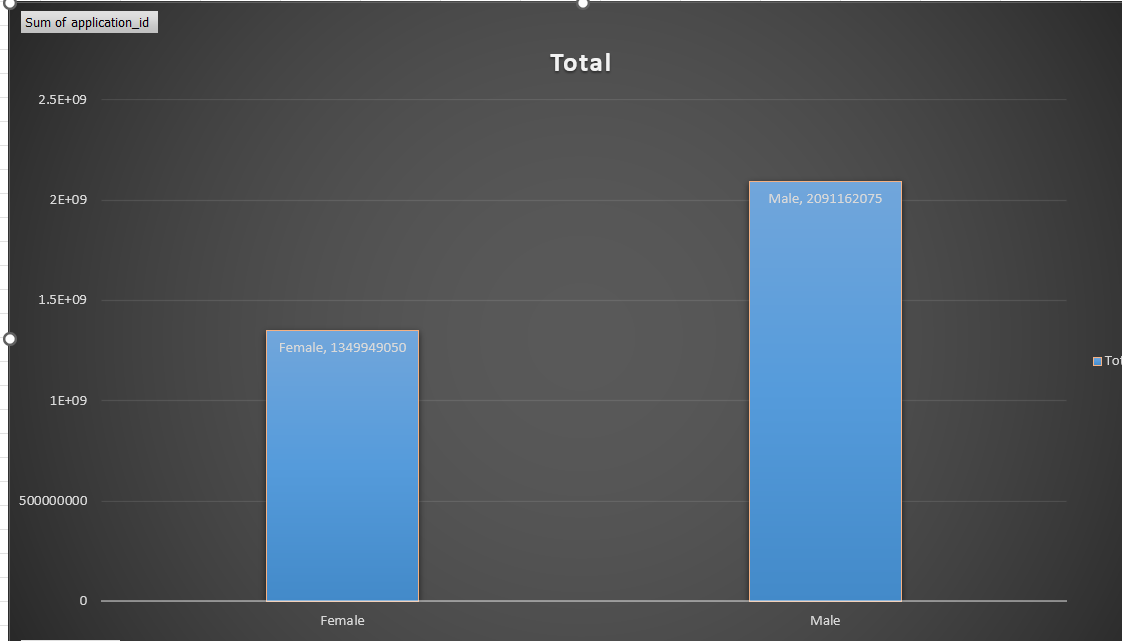 Sum of application_id
Total
2.5E+09
2E+09
1.5E+09
1E+09
500000000
0
Male, 2091162075
Female, 1349949050
Female
Male